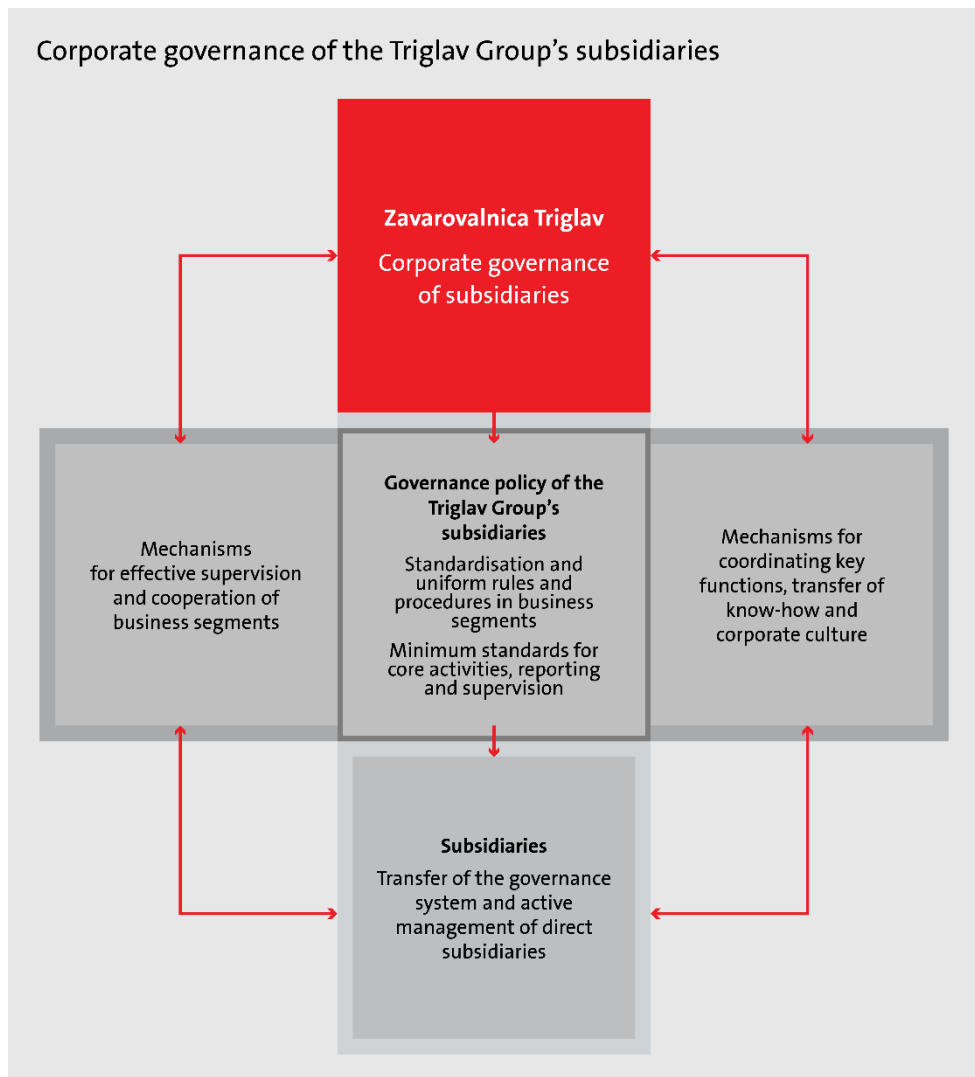 Corporate governance of the Triglav Group's subsidiaries
Zavarovalnica Triglav
Corporate governance
of subsidiaries
Mechanisms
for effective supervision
and cooperation of
business segments
Governance policy of the
Triglav Group's
subsidiaries
Standardisation and
uniform rules and
procedures in business
segments
Minimum standards for
core activities, reporting
and supervision
Mechanisms for
coordinating key
functions, transfer of
know-how and
corporate culture
Subsidiaries
Transfer of the governance
system and active
management of direct
subsidiaries